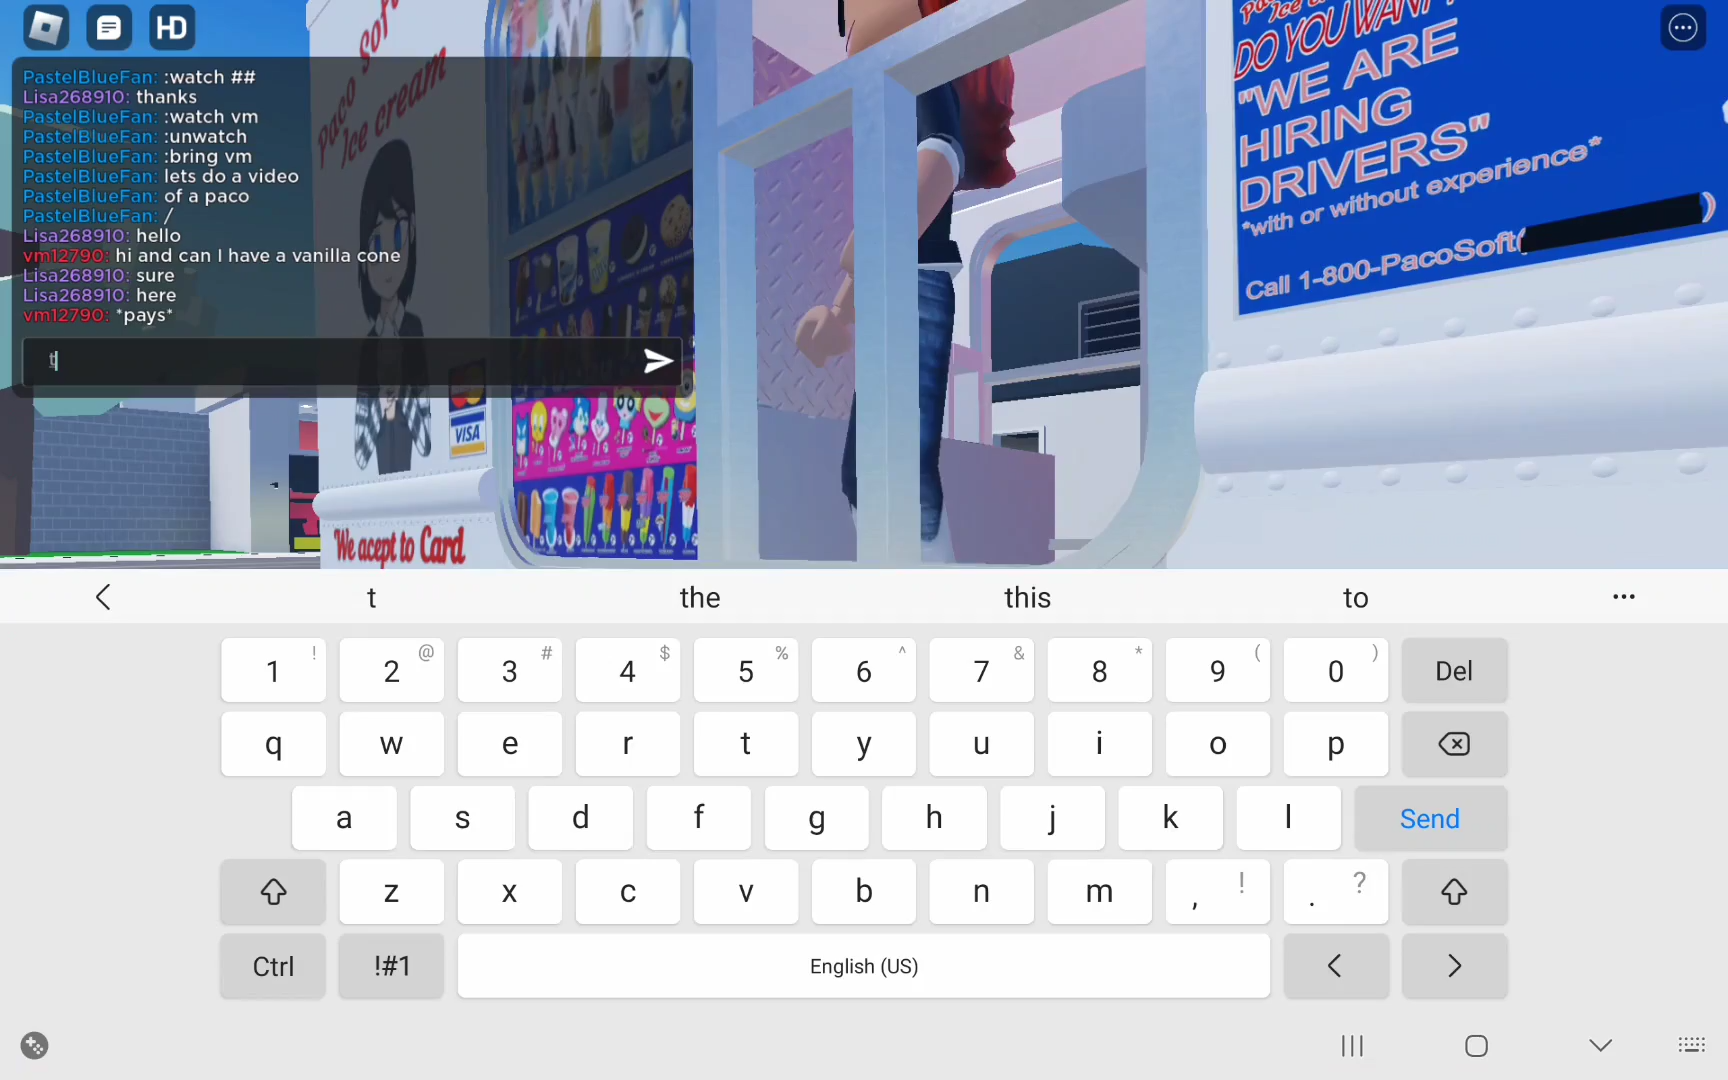 HD
PastelBlueFan: :watch ##
Lisa268910: thanks
PastelBlueFan: :watch vm
PastelBlueFan: :unwatch
PastelBlueFan: :bring vm
PastelBlueFan: lets do a video
PastelBlueFan: of a paco
PastelBlueFan: /
Lisa268910: hello
vm12790: hi and can I have a vanilla cone
Lisa268910: sure
Lisa268910: here
vm12790: *pays*
t
Paco Soft
Ice cream
VISA
We acept to Card
Ice cream
DO YOU WANT
"WE ARE
HIRING
DRIVERS"
*with or without experience*
Call 1-800-PacoSoft(
)
t the this to
1 ! 2 @ 3 # 4 $ 5 % 6 ^ 7 & 8 * 9 ( 0 ) Del
q w e r t y u i o p
a s d f g h j k l Send
z x c v b n m , ! . ?
Ctrl !#1 English (US) < >